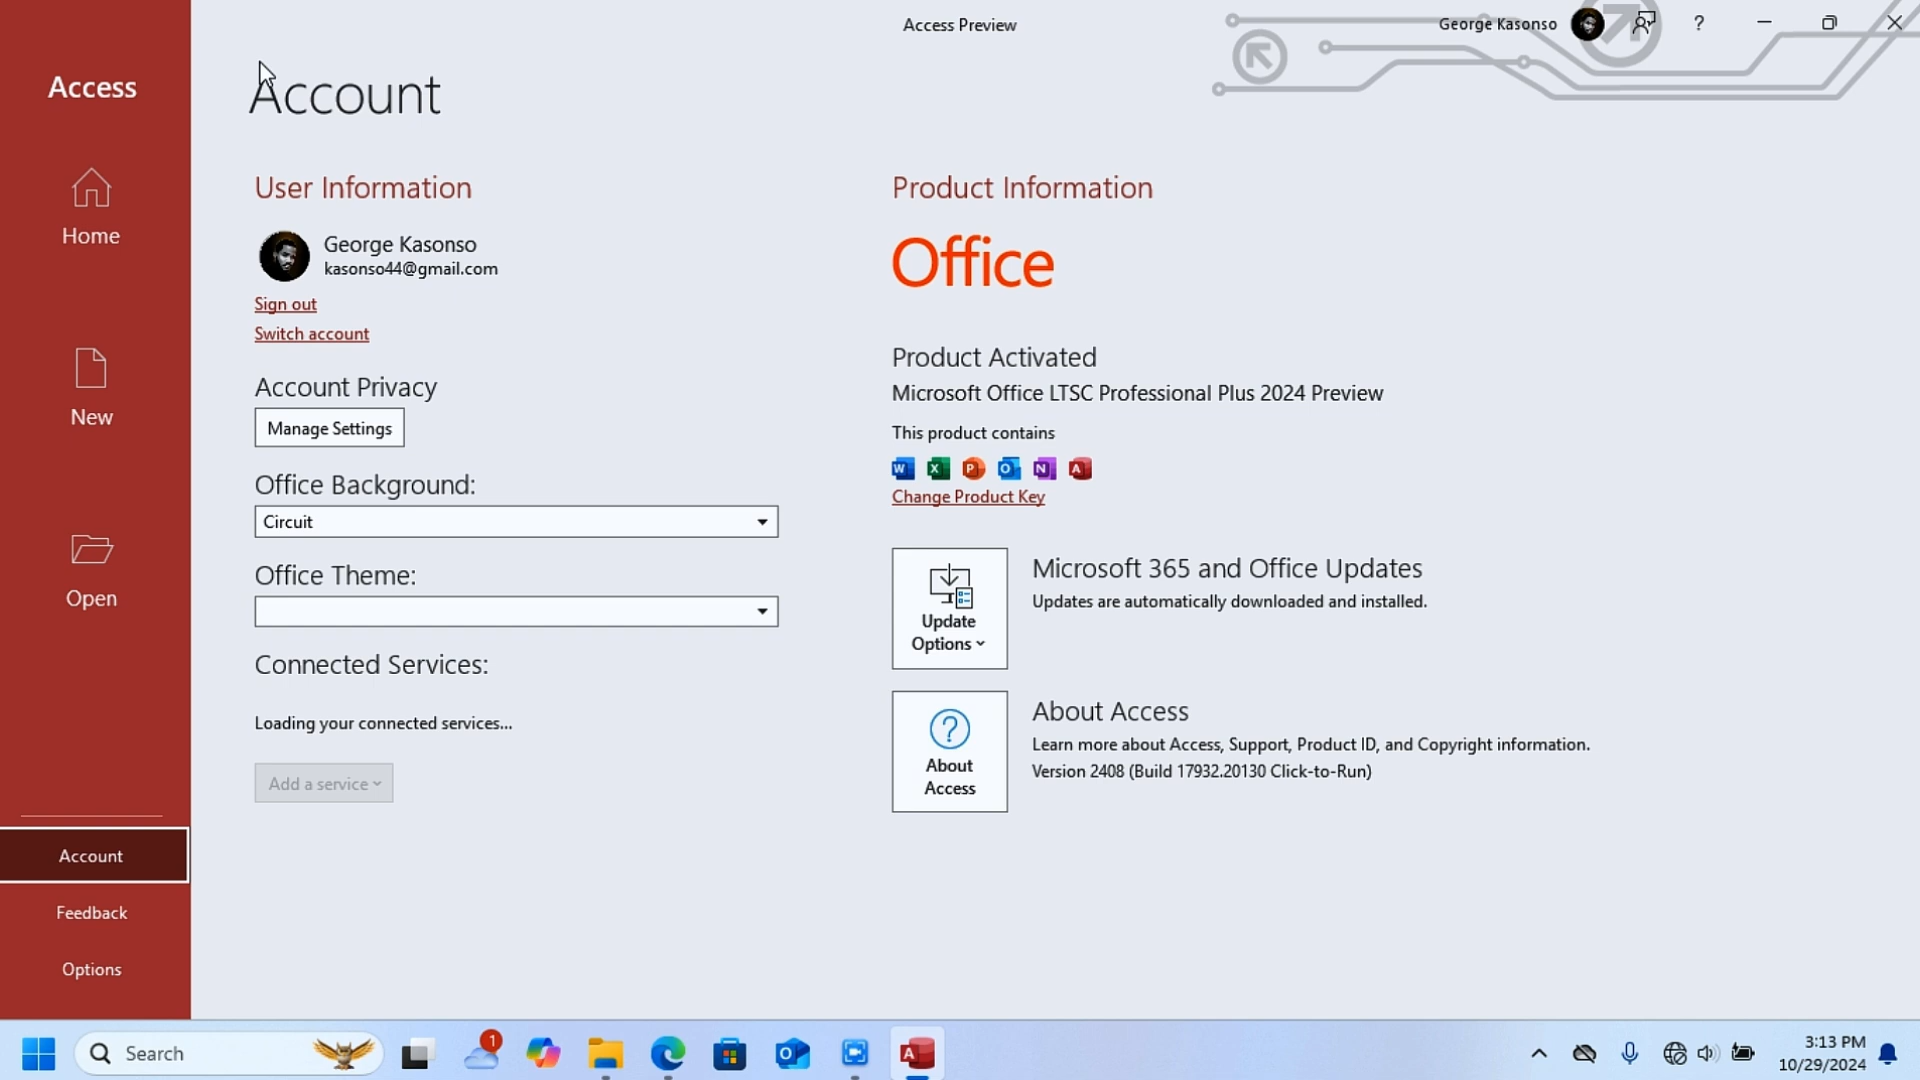 Access Preview
George Kasonso
?
Access
Home
New
Open
Account
Feedback
Options
Account
User Information
George Kasonso
kasonso44@gmail.com
Sign out
Switch account
Account Privacy
Manage Settings
Office Background:
Circuit
Office Theme:
Connected Services:
Loading your connected services...
Add a service
Product Information
Office
Product Activated
Microsoft Office LTSC Professional Plus 2024 Preview
This product contains
W X P O N A
Change Product Key
Update
Options
Microsoft 365 and Office Updates
Updates are automatically downloaded and installed.
?
About
Access
About Access
Learn more about Access, Support, Product ID, and Copyright information.
Version 2408 (Build 17932.20130 Click-to-Run)
Search
1
O
A
3:13 PM
10/29/2024